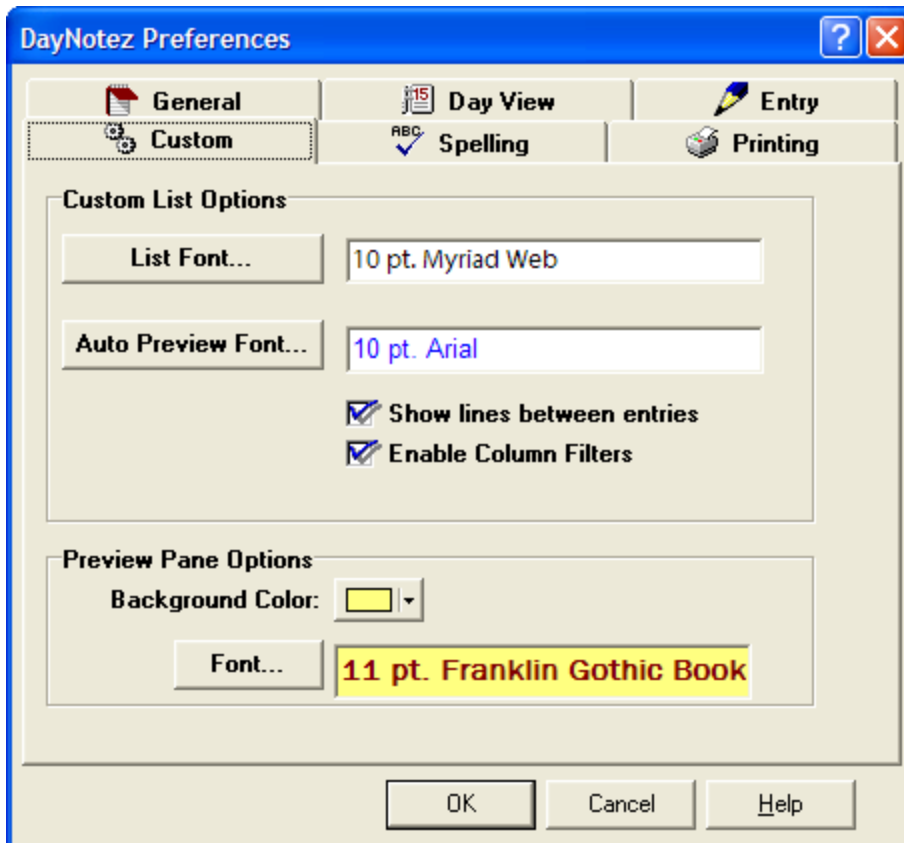 DayNotez Preferences
General
15
Day View
Entry
Custom
ABC
Spelling
Printing
Custom List Options
List Font...
10 pt. Myriad Web
Auto Preview Font...
10 pt. Arial
Show lines between entries
Enable Column Filters
Preview Pane Options
Background Color:
Font...
11 pt. Franklin Gothic Book
OK
Cancel
Help